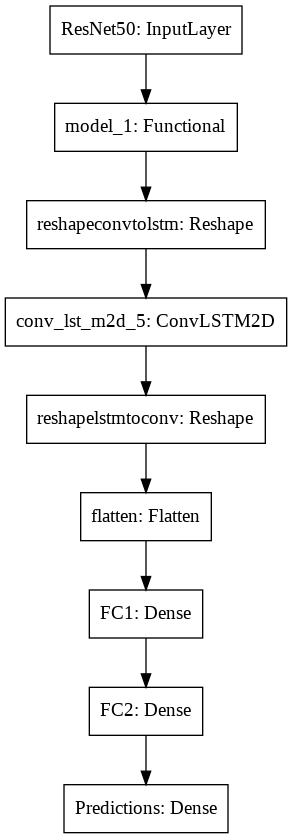 ResNet50: InputLayer
model_1: Functional
reshapeconvtolstm: Reshape
conv_lst_m2d_5: ConvLSTM2D
reshapelstmtoconv: Reshape
flatten: Flatten
FC1: Dense
FC2: Dense
Predictions: Dense